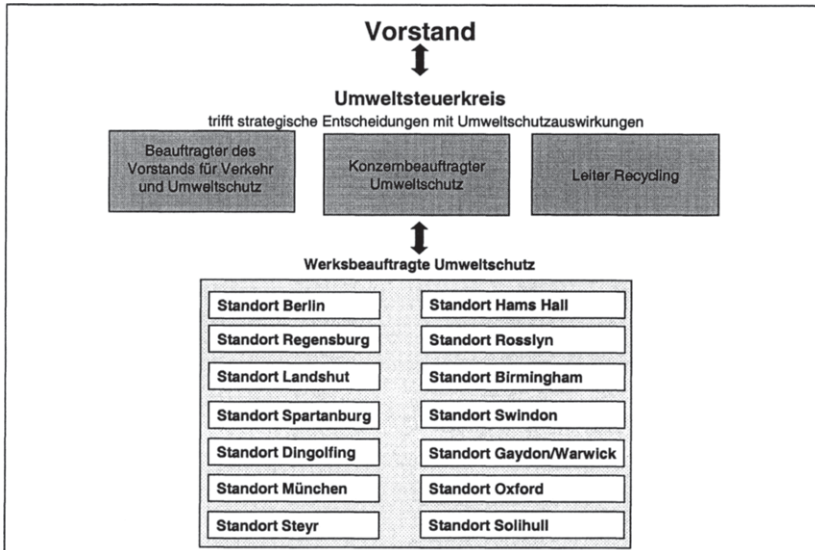 Vorstand
Umweltsteuerkreis
trifft strategische Entscheidungen mit Umweltschutzauswirkungen
Beauftragter des
Vorstands für Verkehr
und Umweltschutz
Konzernbeauftragter
Umweltschutz
Leiter Recycling
Werksbeauftragte Umweltschutz
Standort Berlin
Standort Regensburg
Standort Landshut
Standort Spartanburg
Standort Dingolfing
Standort München
Standort Steyr
Standort Hams Hall
Standort Rosslyn
Standort Birmingham
Standort Swindon
Standort Gaydon/Warwick
Standort Oxford
Standort Solihull